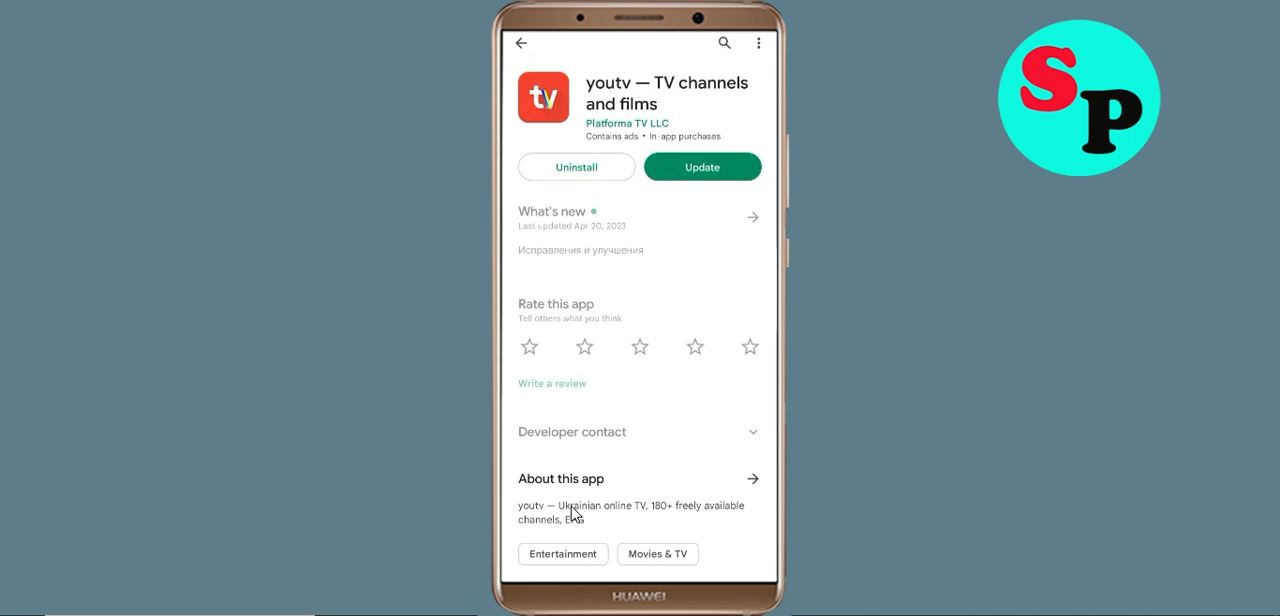 SP
tv
youtv — TV channels
and films
Platforma TV LLC
Contains ads • In-app purchases
Uninstall
Update
What's new
Last updated Apr 20, 2023
Исправления и улучшения
Rate this app
Tell others what you think
Write a review
Developer contact
About this app
youtv — Ukrainian online TV, 180+ freely available
channels,
Entertainment
Movies & TV
HUAWEI